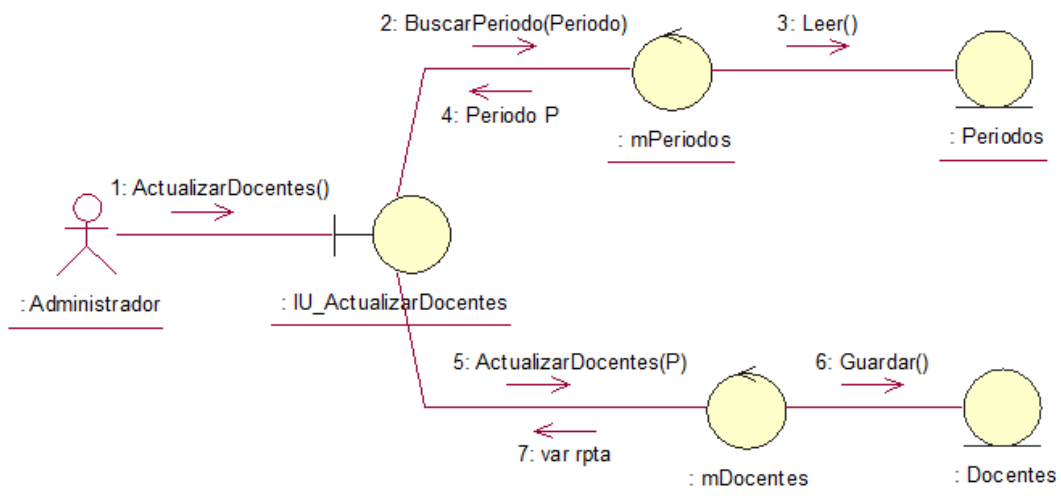 2: BuscarPeriodo(Periodo)
3: Leer()
4: Periodo P
: mPeriodos
: Periodos
1: ActualizarDocentes()
: Administrador
: IU_ActualizarDocentes
5: ActualizarDocentes(P)
6: Guardar()
7: var rpta
: mDocentes
: Docentes